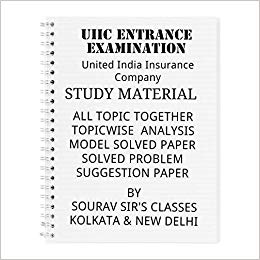 UIIC ENTRANCE
EXAMINATION
United India Insurance
Company
STUDY MATERIAL
ALL TOPIC TOGETHER
TOPICWISE ANALYSIS
MODEL SOLVED PAPER
SOLVED PROBLEM
SUGGESTION PAPER
BY
SOURAV SIR'S CLASSES
KOLKATA & NEW DELHI